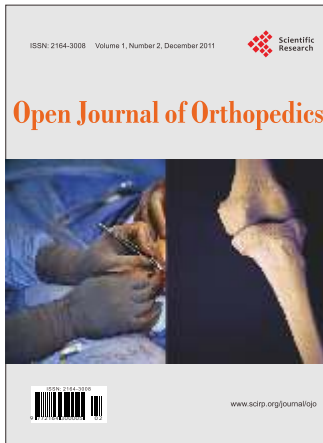 ISSN: 2164-3008 Volume 1, Number 2, December 2011
Scientific
Research
Open Journal of Orthopedics
ISSN: 2164-3008
02
www.scirp.org/journal/ojo